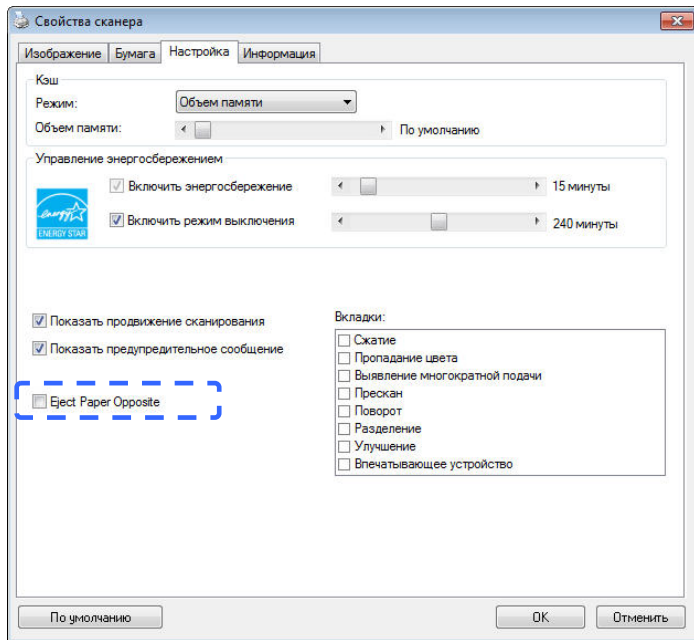 Свойства сканера
Изображение Бумага Настройка Информация
Кэш
Режим: Объем памяти
Объем памяти: По умолчанию
Управление энергосбережением
Включить энергосбережение 15 минуты
Включить режим выключения 240 минуты
energy
ENERGY STAR
Показать продвижение сканирования
Показать предупредительное сообщение
Eject Paper Opposite
Вкладки:
Сжатие
Пропадание цвета
Выявление многократной подачи
Прескан
Поворот
Разделение
Улучшение
Впечатывающее устройство
По умолчанию OK Отменить